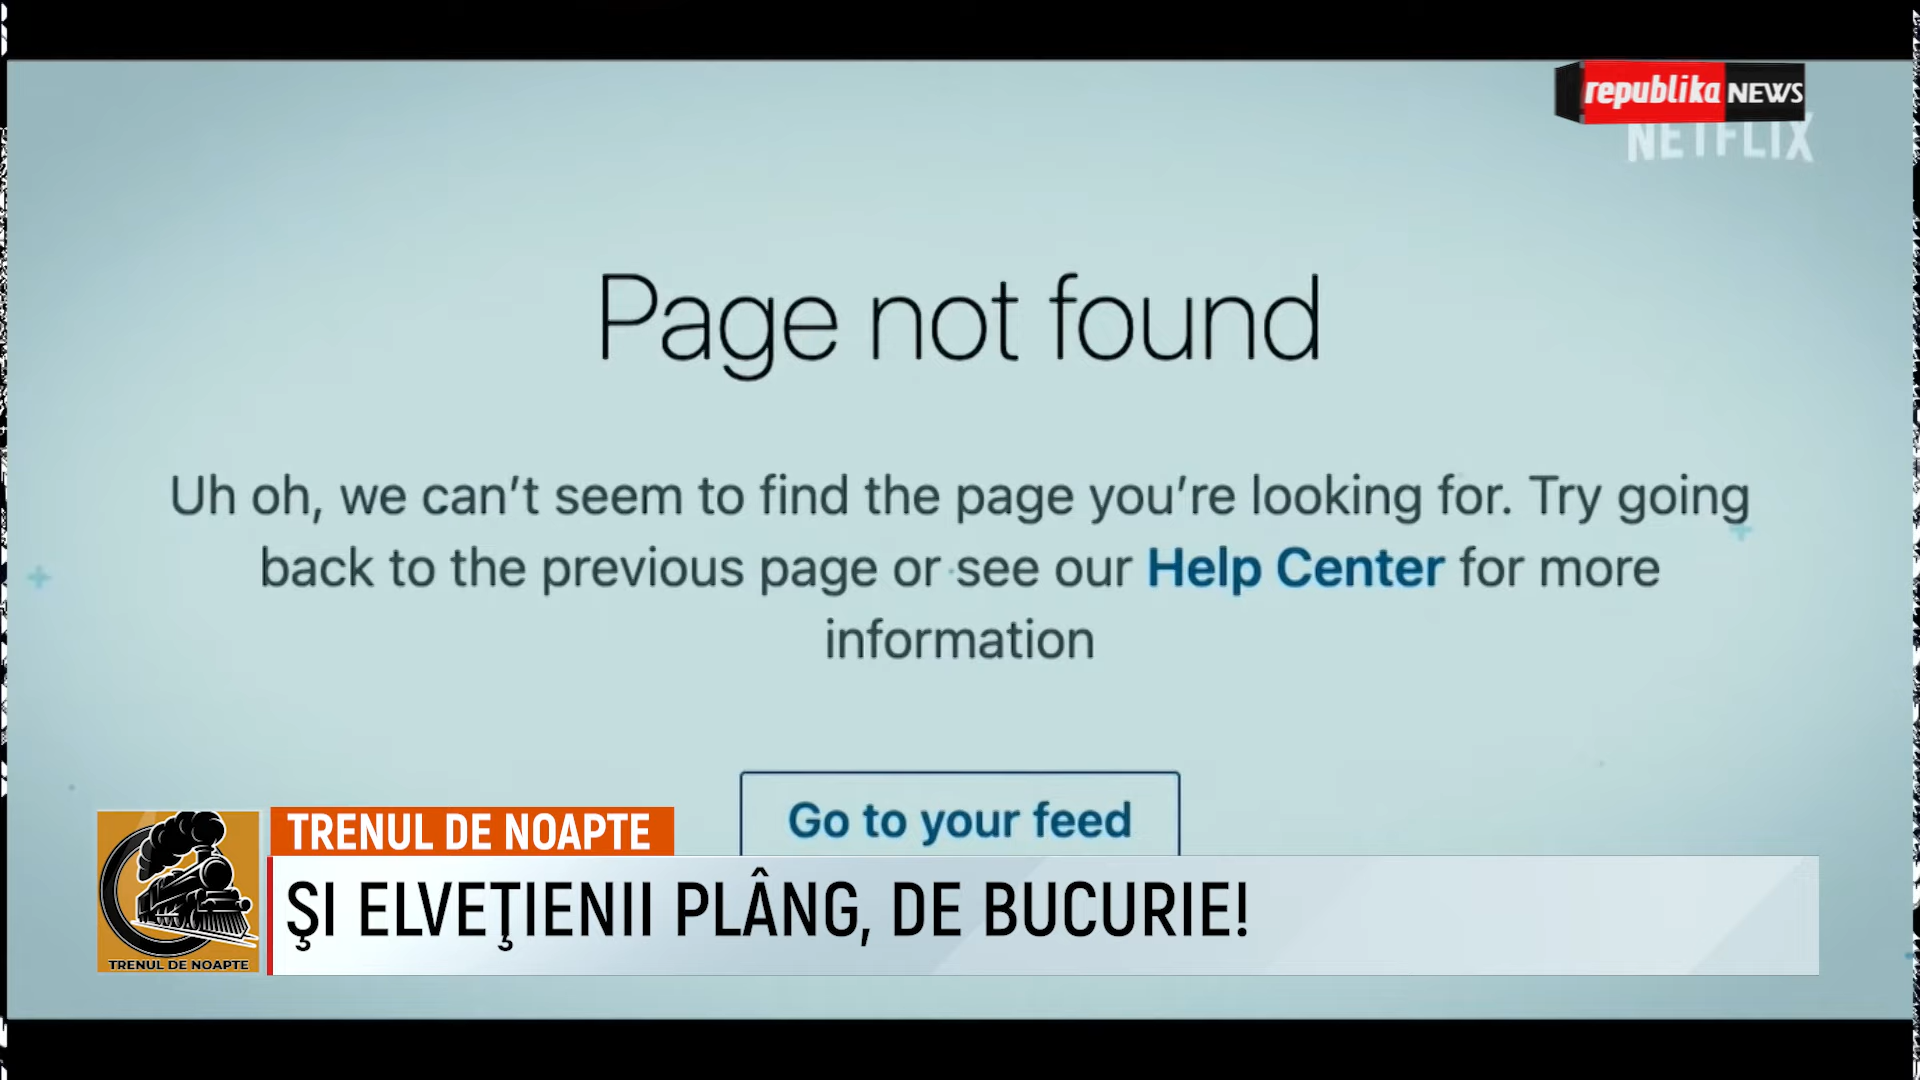 republika NEWS
NETFLIX
Page not found
Uh oh, we can't seem to find the page you're looking for. Try going
back to the previous page or see our Help Center for more
information
Go to your feed
TRENUL DE NOAPTE
ŞI ELVEŢIENII PLÂNG, DE BUCURIE!
TRENUL DE NOAPTE